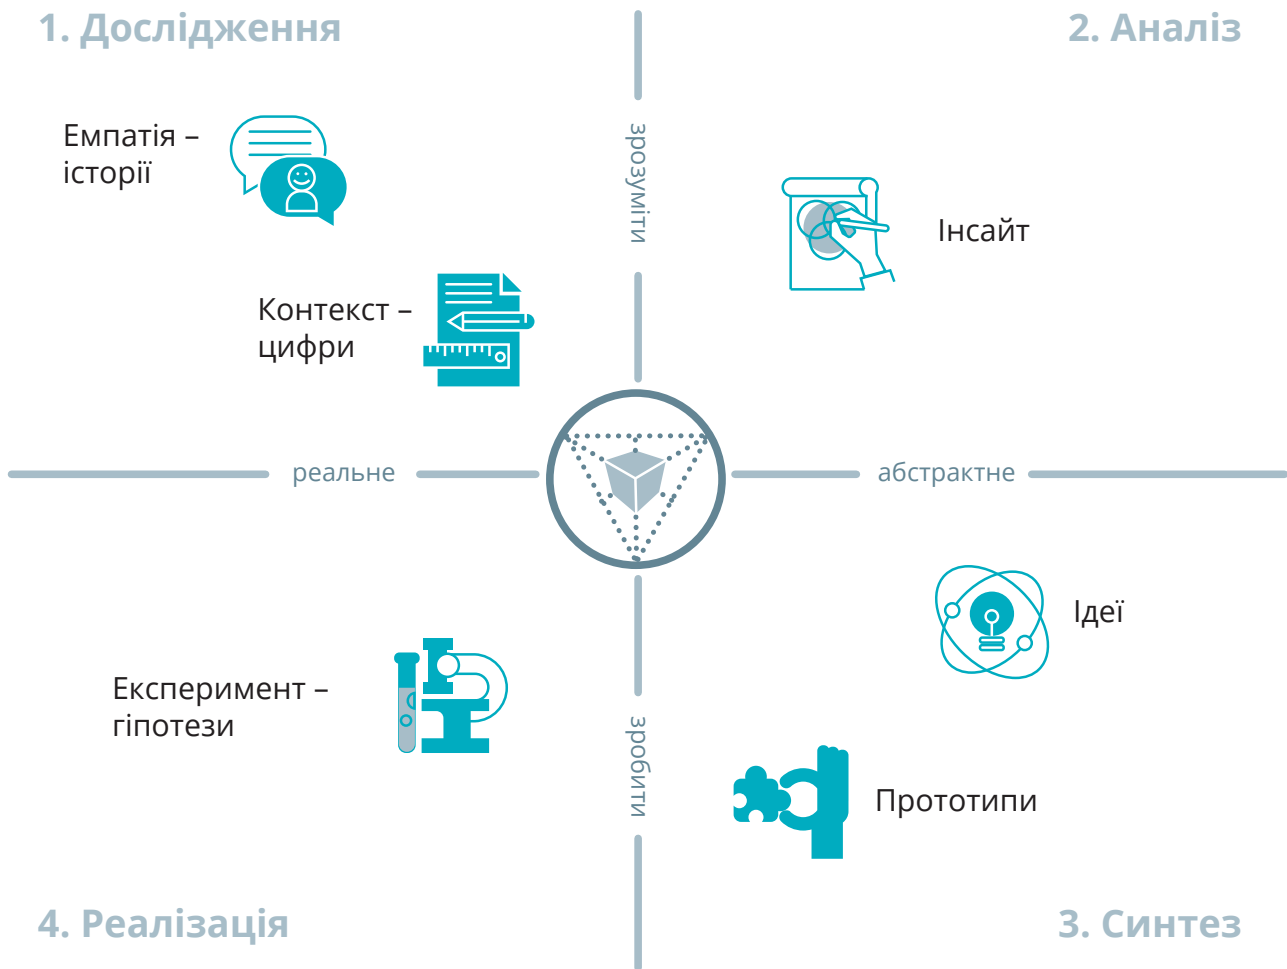 1. Дослідження
2. Аналіз
Емпатія –
історії
зрозуміти
Інсайт
Контекст –
цифри
реальне
абстрактне
Ідеї
Експеримент –
гіпотези
зробити
Прототипи
4. Реалізація
3. Синтез